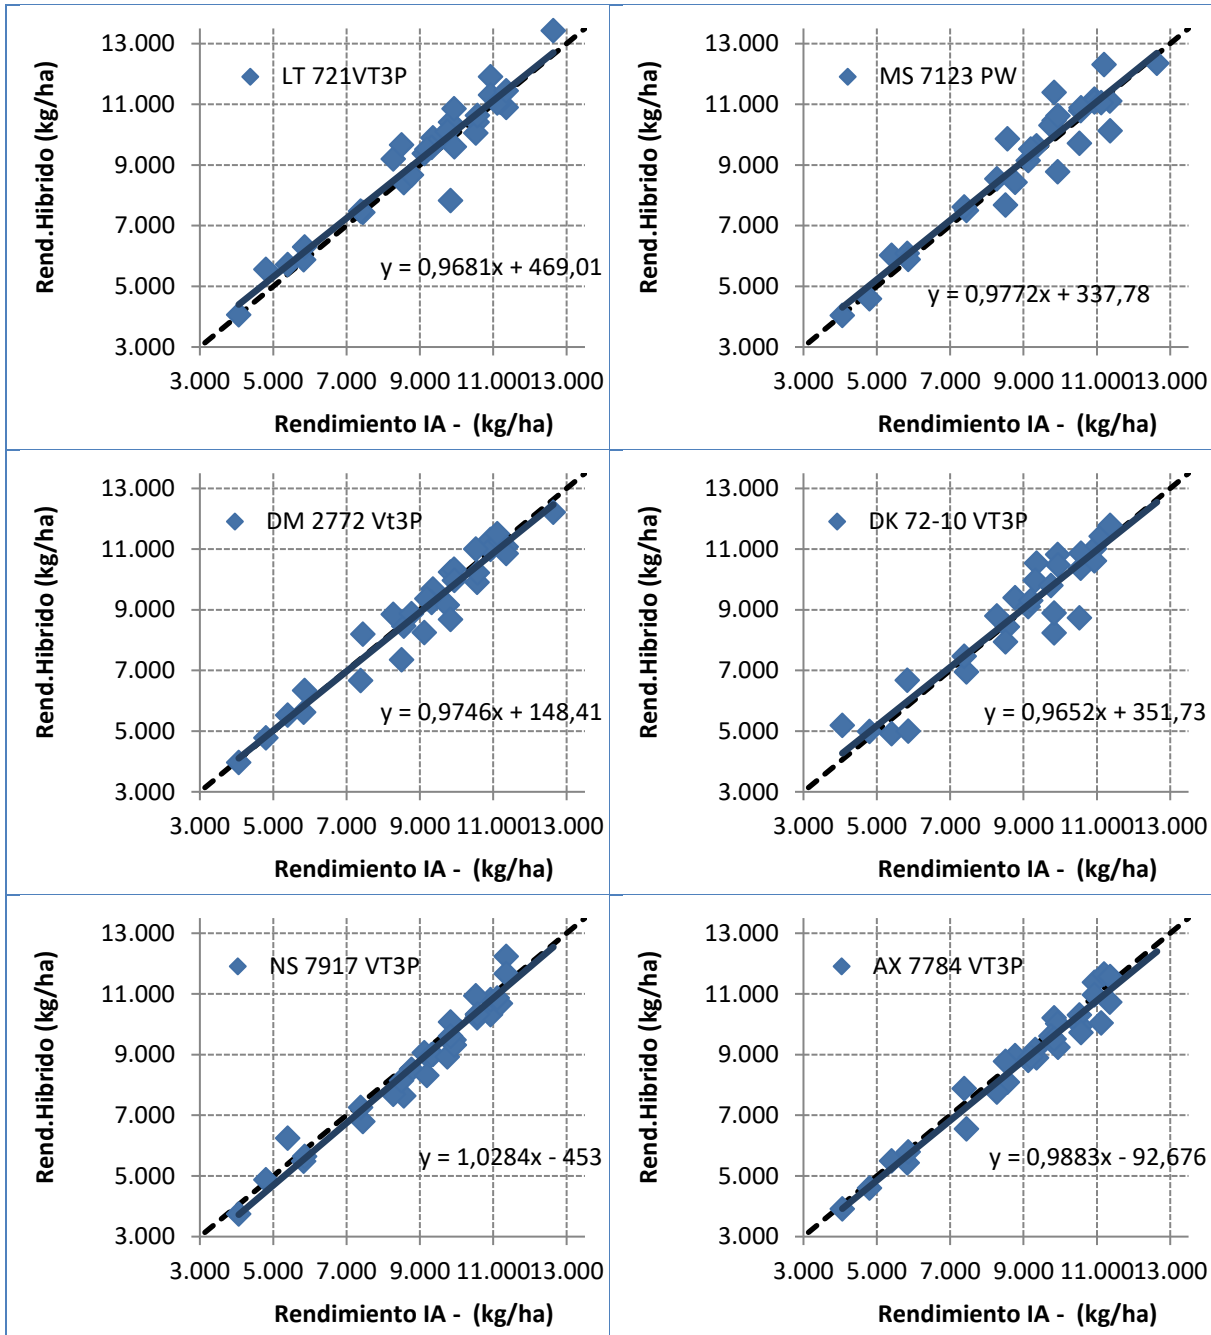 13.000
11.000
9.000
7.000
5.000
3.000
Rend.Hibrido (kg/ha)
LT 721VT3P
y = 0,9681x + 469,01
3.000 5.000 7.000 9.000 11.000 13.000
Rendimiento IA - (kg/ha)
13.000
11.000
9.000
7.000
5.000
3.000
Rend.Hibrido (kg/ha)
MS 7123 PW
y = 0,9772x + 337,78
3.000 5.000 7.000 9.000 11.000 13.000
Rendimiento IA - (kg/ha)
13.000
11.000
9.000
7.000
5.000
3.000
Rend.Hibrido (kg/ha)
DM 2772 Vt3P
y = 0,9746x + 148,41
3.000 5.000 7.000 9.000 11.000 13.000
Rendimiento IA - (kg/ha)
13.000
11.000
9.000
7.000
5.000
3.000
Rend.Hibrido (kg/ha)
DK 72-10 VT3P
y = 0,9652x + 351,73
3.000 5.000 7.000 9.000 11.000 13.000
Rendimiento IA - (kg/ha)
13.000
11.000
9.000
7.000
5.000
3.000
Rend.Hibrido (kg/ha)
NS 7917 VT3P
y = 1,0284x - 453
3.000 5.000 7.000 9.000 11.000 13.000
Rendimiento IA - (kg/ha)
13.000
11.000
9.000
7.000
5.000
3.000
Rend.Hibrido (kg/ha)
AX 7784 VT3P
y = 0,9883x - 92,676
3.000 5.000 7.000 9.000 11.000 13.000
Rendimiento IA - (kg/ha)